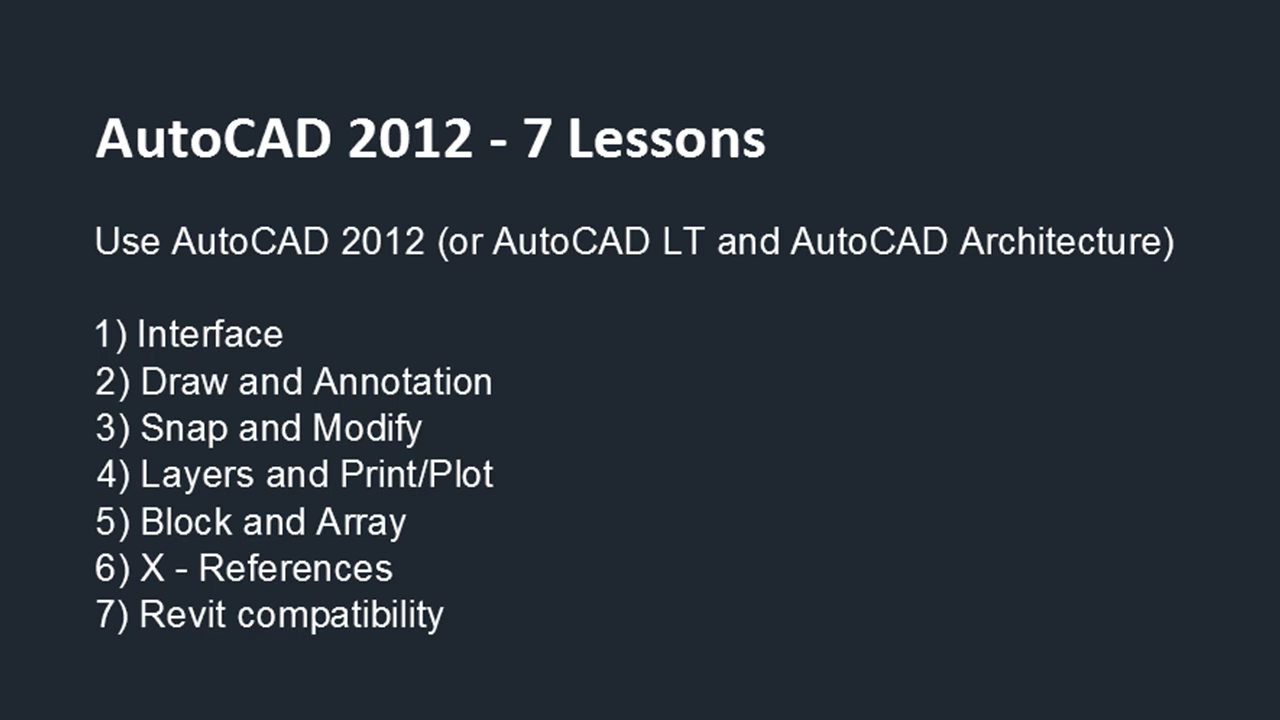 AutoCAD 2012 - 7 Lessons
Use AutoCAD 2012 (or AutoCAD LT and AutoCAD Architecture)
1) Interface
2) Draw and Annotation
3) Snap and Modify
4) Layers and Print/Plot
5) Block and Array
6) X - References
7) Revit compatibility